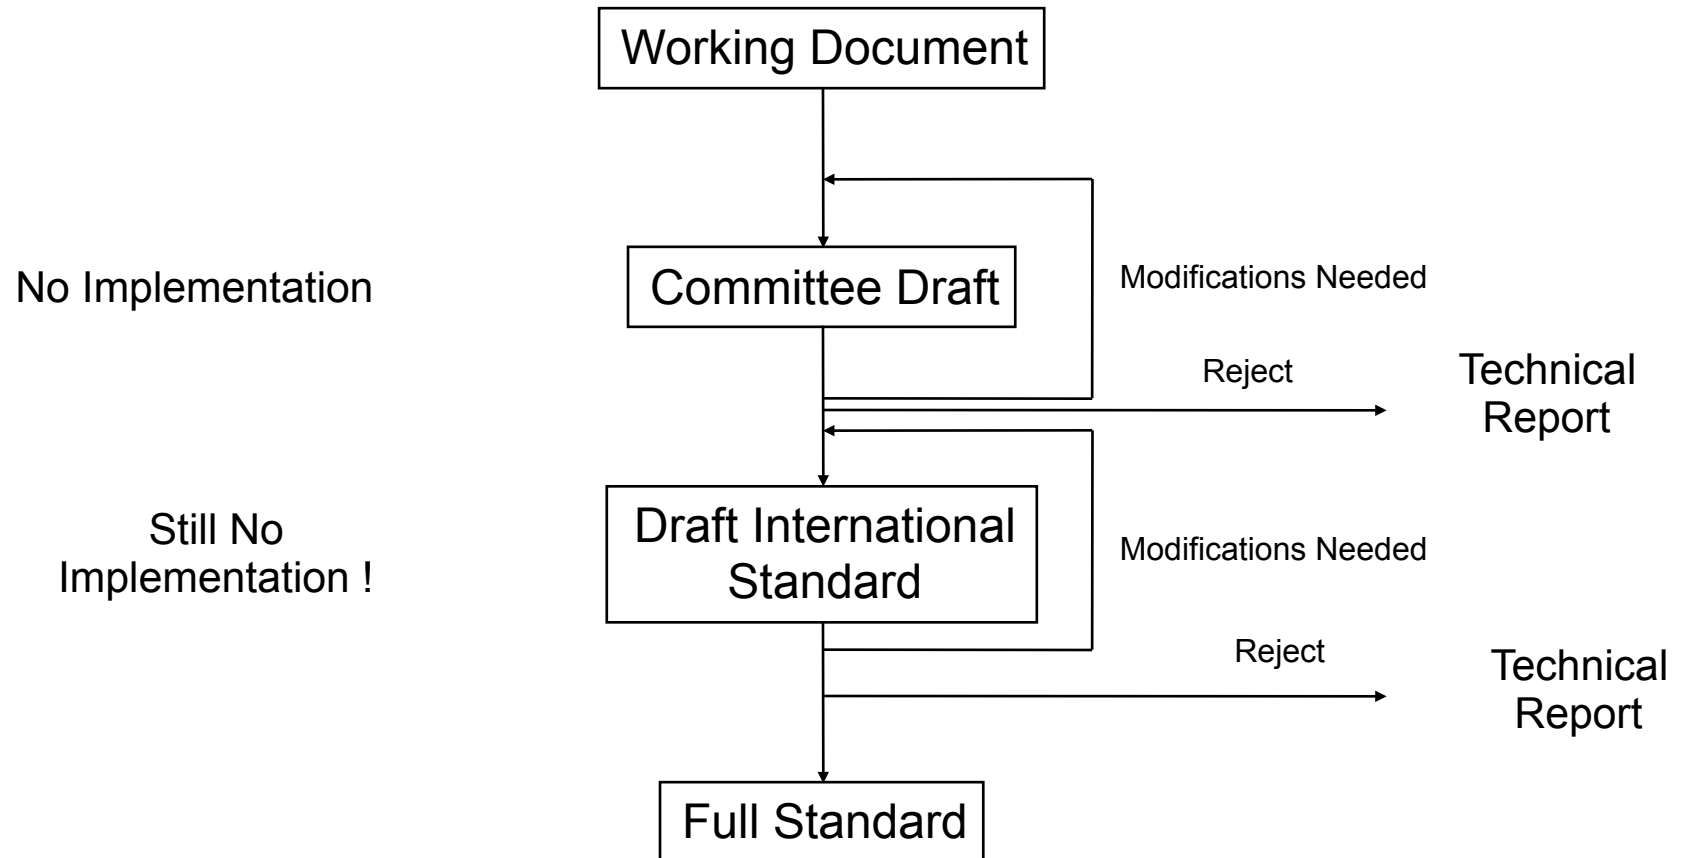 Working Document
No Implementation
Committee Draft
Modifications Needed
Reject
Technical
Report
Still No
Implementation !
Draft International
Standard
Modifications Needed
Reject
Technical
Report
Full Standard